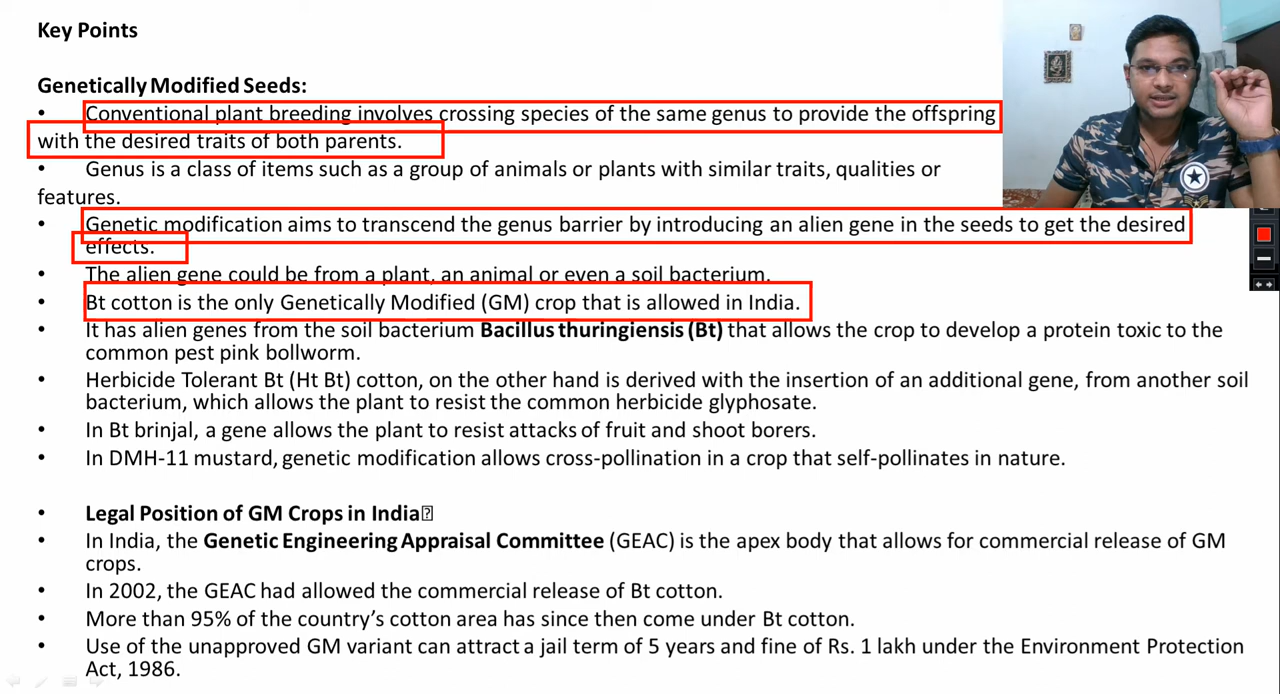 Key Points
Genetically Modified Seeds:
• Conventional plant breeding involves crossing species of the same genus to provide the offspring
with the desired traits of both parents.
• Genus is a class of items such as a group of animals or plants with similar traits, qualities or
features.
• Genetic modification aims to transcend the genus barrier by introducing an alien gene in the seeds to get the desired
effects.
• The alien gene could be from a plant, an animal or even a soil bacterium.
• Bt cotton is the only Genetically Modified (GM) crop that is allowed in India.
• It has alien genes from the soil bacterium Bacillus thuringiensis (Bt) that allows the crop to develop a protein toxic to the
common pest pink bollworm.
• Herbicide Tolerant Bt (Ht Bt) cotton, on the other hand is derived with the insertion of an additional gene, from another soil
bacterium, which allows the plant to resist the common herbicide glyphosate.
• In Bt brinjal, a gene allows the plant to resist attacks of fruit and shoot borers.
• In DMH-11 mustard, genetic modification allows cross-pollination in a crop that self-pollinates in nature.
• Legal Position of GM Crops in India
• In India, the Genetic Engineering Appraisal Committee (GEAC) is the apex body that allows for commercial release of GM
crops.
• In 2002, the GEAC had allowed the commercial release of Bt cotton.
• More than 95% of the country’s cotton area has since then come under Bt cotton.
• Use of the unapproved GM variant can attract a jail term of 5 years and fine of Rs. 1 lakh under the Environment Protection
Act, 1986.